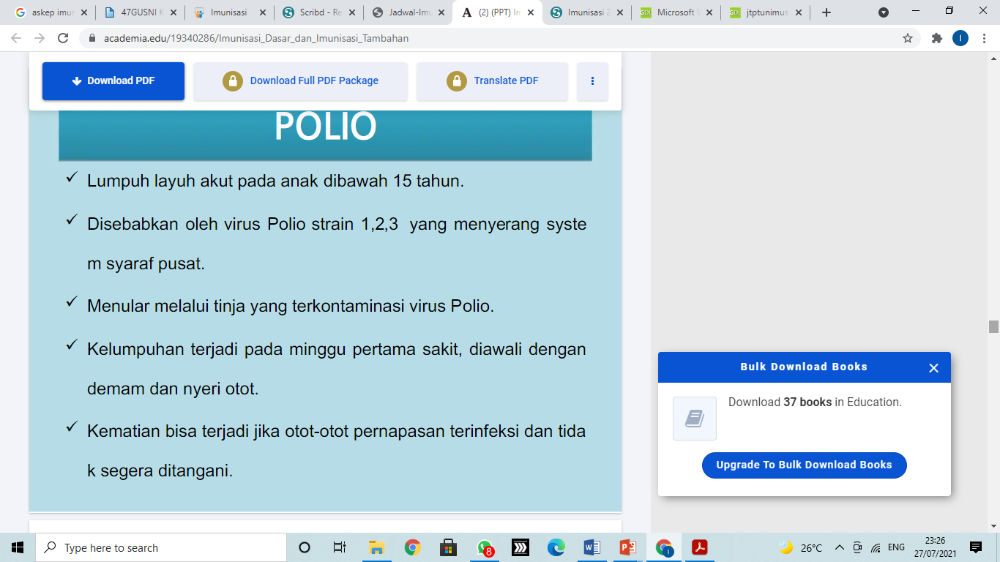 askep imun
47GUSNI K
Imunisasi
Scribd - Re
Jadwal-Imu
(2) (PPT) Im
Imunisasi 2
Microsoft W
jtptunimus
academia.edu/19340286/Imunisasi_Dasar_dan_Imunisasi_Tambahan
Download PDF
Download Full PDF Package
Translate PDF
POLIO
Lumpuh layuh akut pada anak dibawah 15 tahun.
Disebabkan oleh virus Polio strain 1,2,3 yang menyerang syste
m syaraf pusat.
Menular melalui tinja yang terkontaminasi virus Polio.
Kelumpuhan terjadi pada minggu pertama sakit, diawali dengan
demam dan nyeri otot.
Kematian bisa terjadi jika otot-otot pernapasan terinfeksi dan tida
k segera ditangani.
Bulk Download Books
Download 37 books in Education.
Upgrade To Bulk Download Books
Type here to search
8
26°C
ENG
23:26
27/07/2021